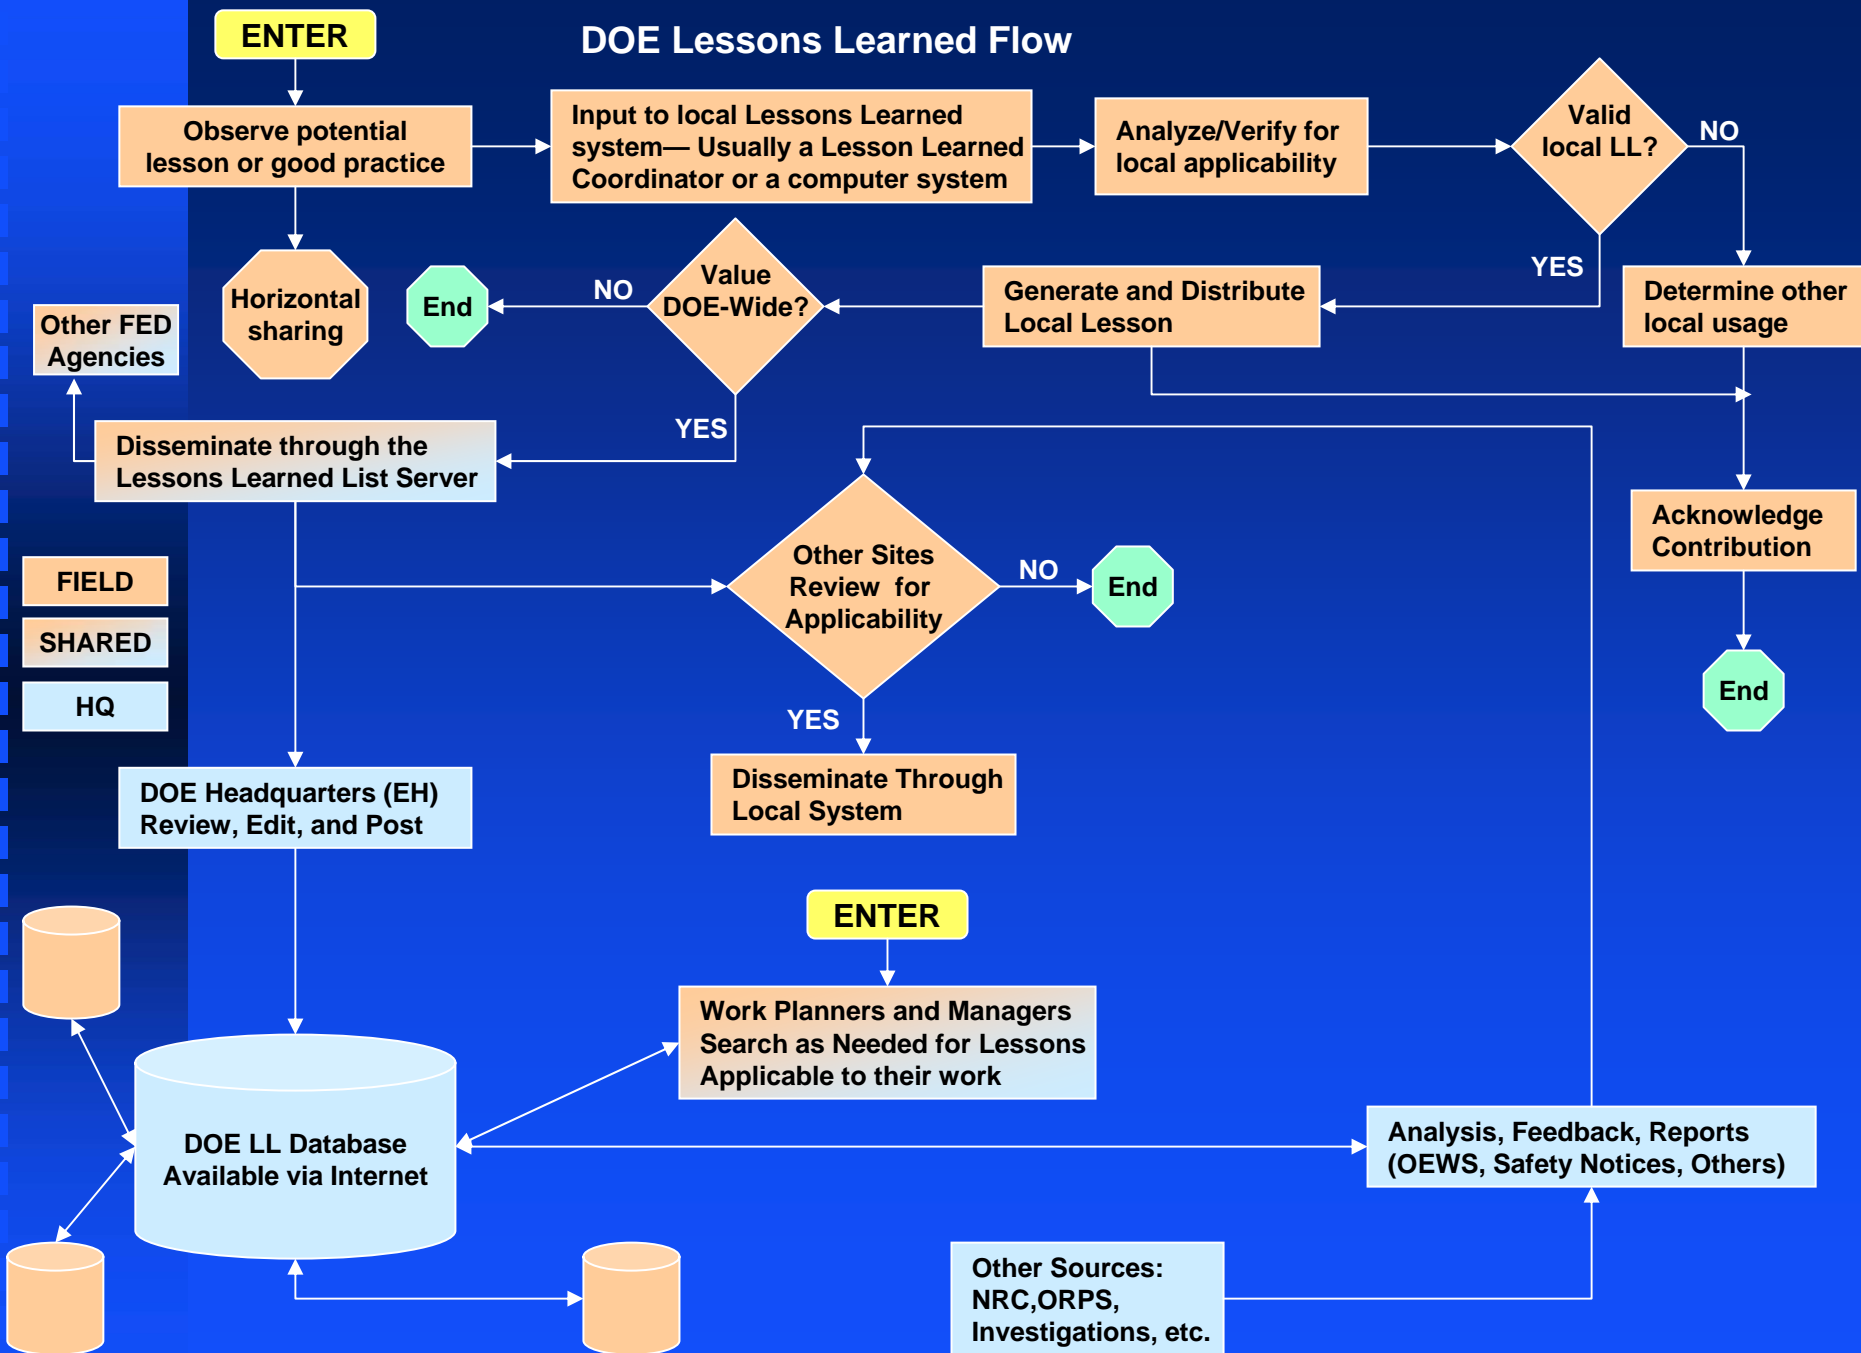 ENTER
DOE Lessons Learned Flow
Observe potential
lesson or good practice
Input to local Lessons Learned
system— Usually a Lesson Learned
Coordinator or a computer system
Analyze/Verify for
local applicability
Valid
local LL?
NO
YES
Horizontal
sharing
End
NO
Value
DOE-Wide?
Generate and Distribute
Local Lesson
Determine other
local usage
Other FED
Agencies
YES
Disseminate through the
Lessons Learned List Server
Acknowledge
Contribution
Other Sites
Review for
Applicability
NO
End
FIELD
SHARED
HQ
End
YES
Disseminate Through
Local System
DOE Headquarters (EH)
Review, Edit, and Post
ENTER
Work Planners and Managers
Search as Needed for Lessons
Applicable to their work
DOE LL Database
Available via Internet
Analysis, Feedback, Reports
(OEWS, Safety Notices, Others)
Other Sources:
NRC,ORPS,
Investigations, etc.